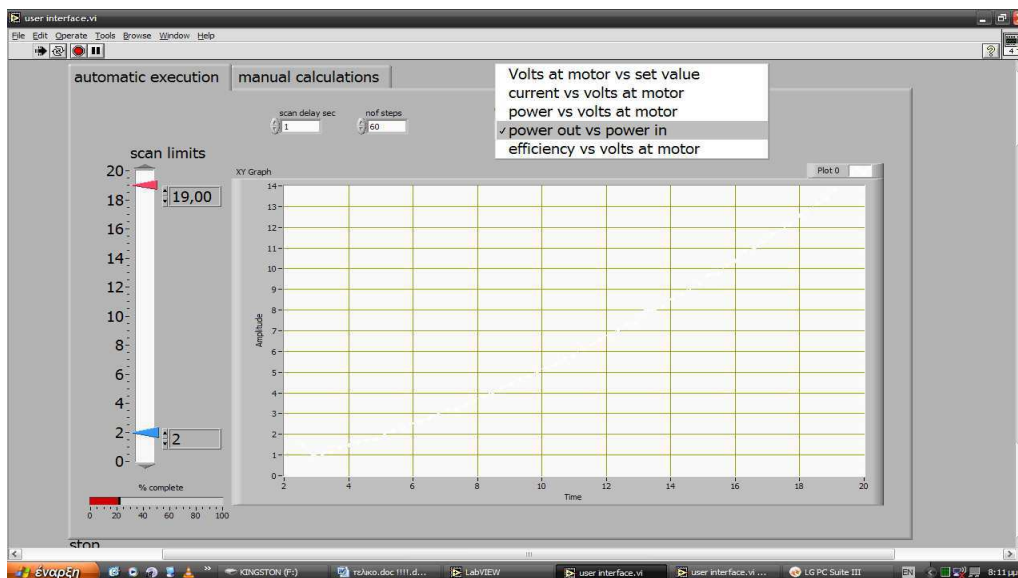 user interface.vi
File Edit Operate Tools Browse Window Help
automatic execution
manual calculations
Volts at motor vs set value
current vs volts at motor
power vs volts at motor
✓power out vs power in
efficiency vs volts at motor
scan delay sec
1
nof steps
60
scan limits
20
18
16
14
12
10
8
6
4
2
0
19,00
2
XY Graph
Plot 0
Amplitude
14
13
12
11
10
9
8
7
6
5
4
3
2
1
0
2 4 6 8 10 12 14 16 18 20
Time
% complete
0 20 40 60 80 100
stop
έναρξη
KINGSTON (F:)
τελικο.doc !!!!.d...
LabVIEW
user interface.vi
user interface.vi ...
LG PC Suite III
EN
8:11 μμ